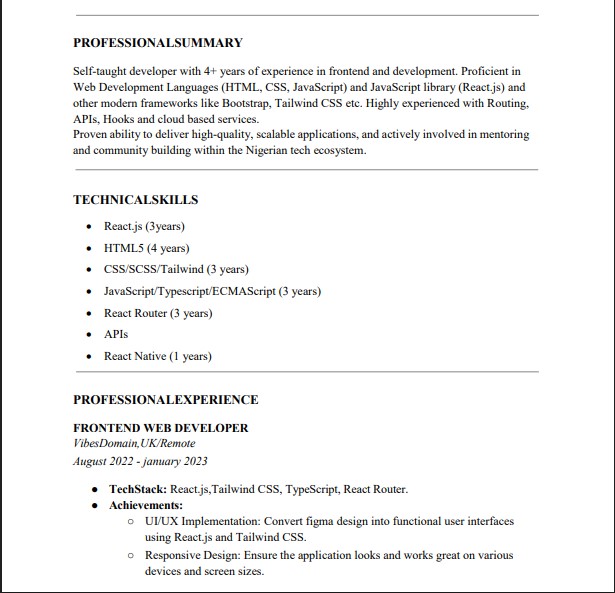 PROFESSIONALSUMMARY
Self-taught developer with 4+ years of experience in frontend and development. Proficient in
Web Development Languages (HTML, CSS, JavaScript) and JavaScript library (React.js) and
other modern frameworks like Bootstrap, Tailwind CSS etc. Highly experienced with Routing,
APIs, Hooks and cloud based services.
Proven ability to deliver high-quality, scalable applications, and actively involved in mentoring
and community building within the Nigerian tech ecosystem.
TECHNICALSKILLS
• React.js (3years)
• HTML5 (4 years)
• CSS/SCSS/Tailwind (3 years)
• JavaScript/Typescript/ECMAScript (3 years)
• React Router (3 years)
• APIs
• React Native (1 years)
PROFESSIONALEXPERIENCE
FRONTEND WEB DEVELOPER
VibesDomain,UK/Remote
August 2022 - january 2023
• TechStack: React.js,Tailwind CSS, TypeScript, React Router.
• Achievements:
○ UI/UX Implementation: Convert figma design into functional user interfaces
using React.js and Tailwind CSS.
○ Responsive Design: Ensure the application looks and works great on various
devices and screen sizes.